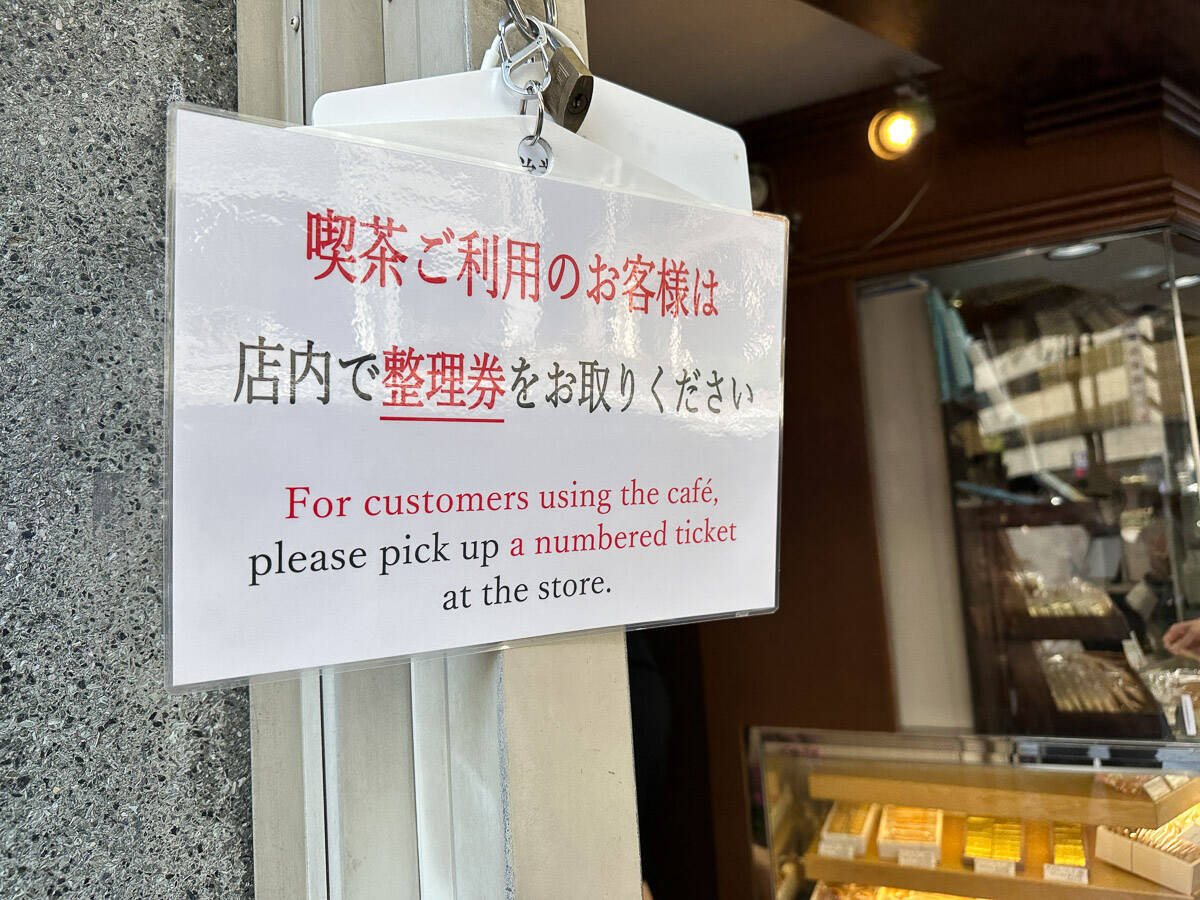 喫茶ご利用のお客様は
店内で整理券をお取りください
For customers using the café,
please pick up a numbered ticket
at the store.